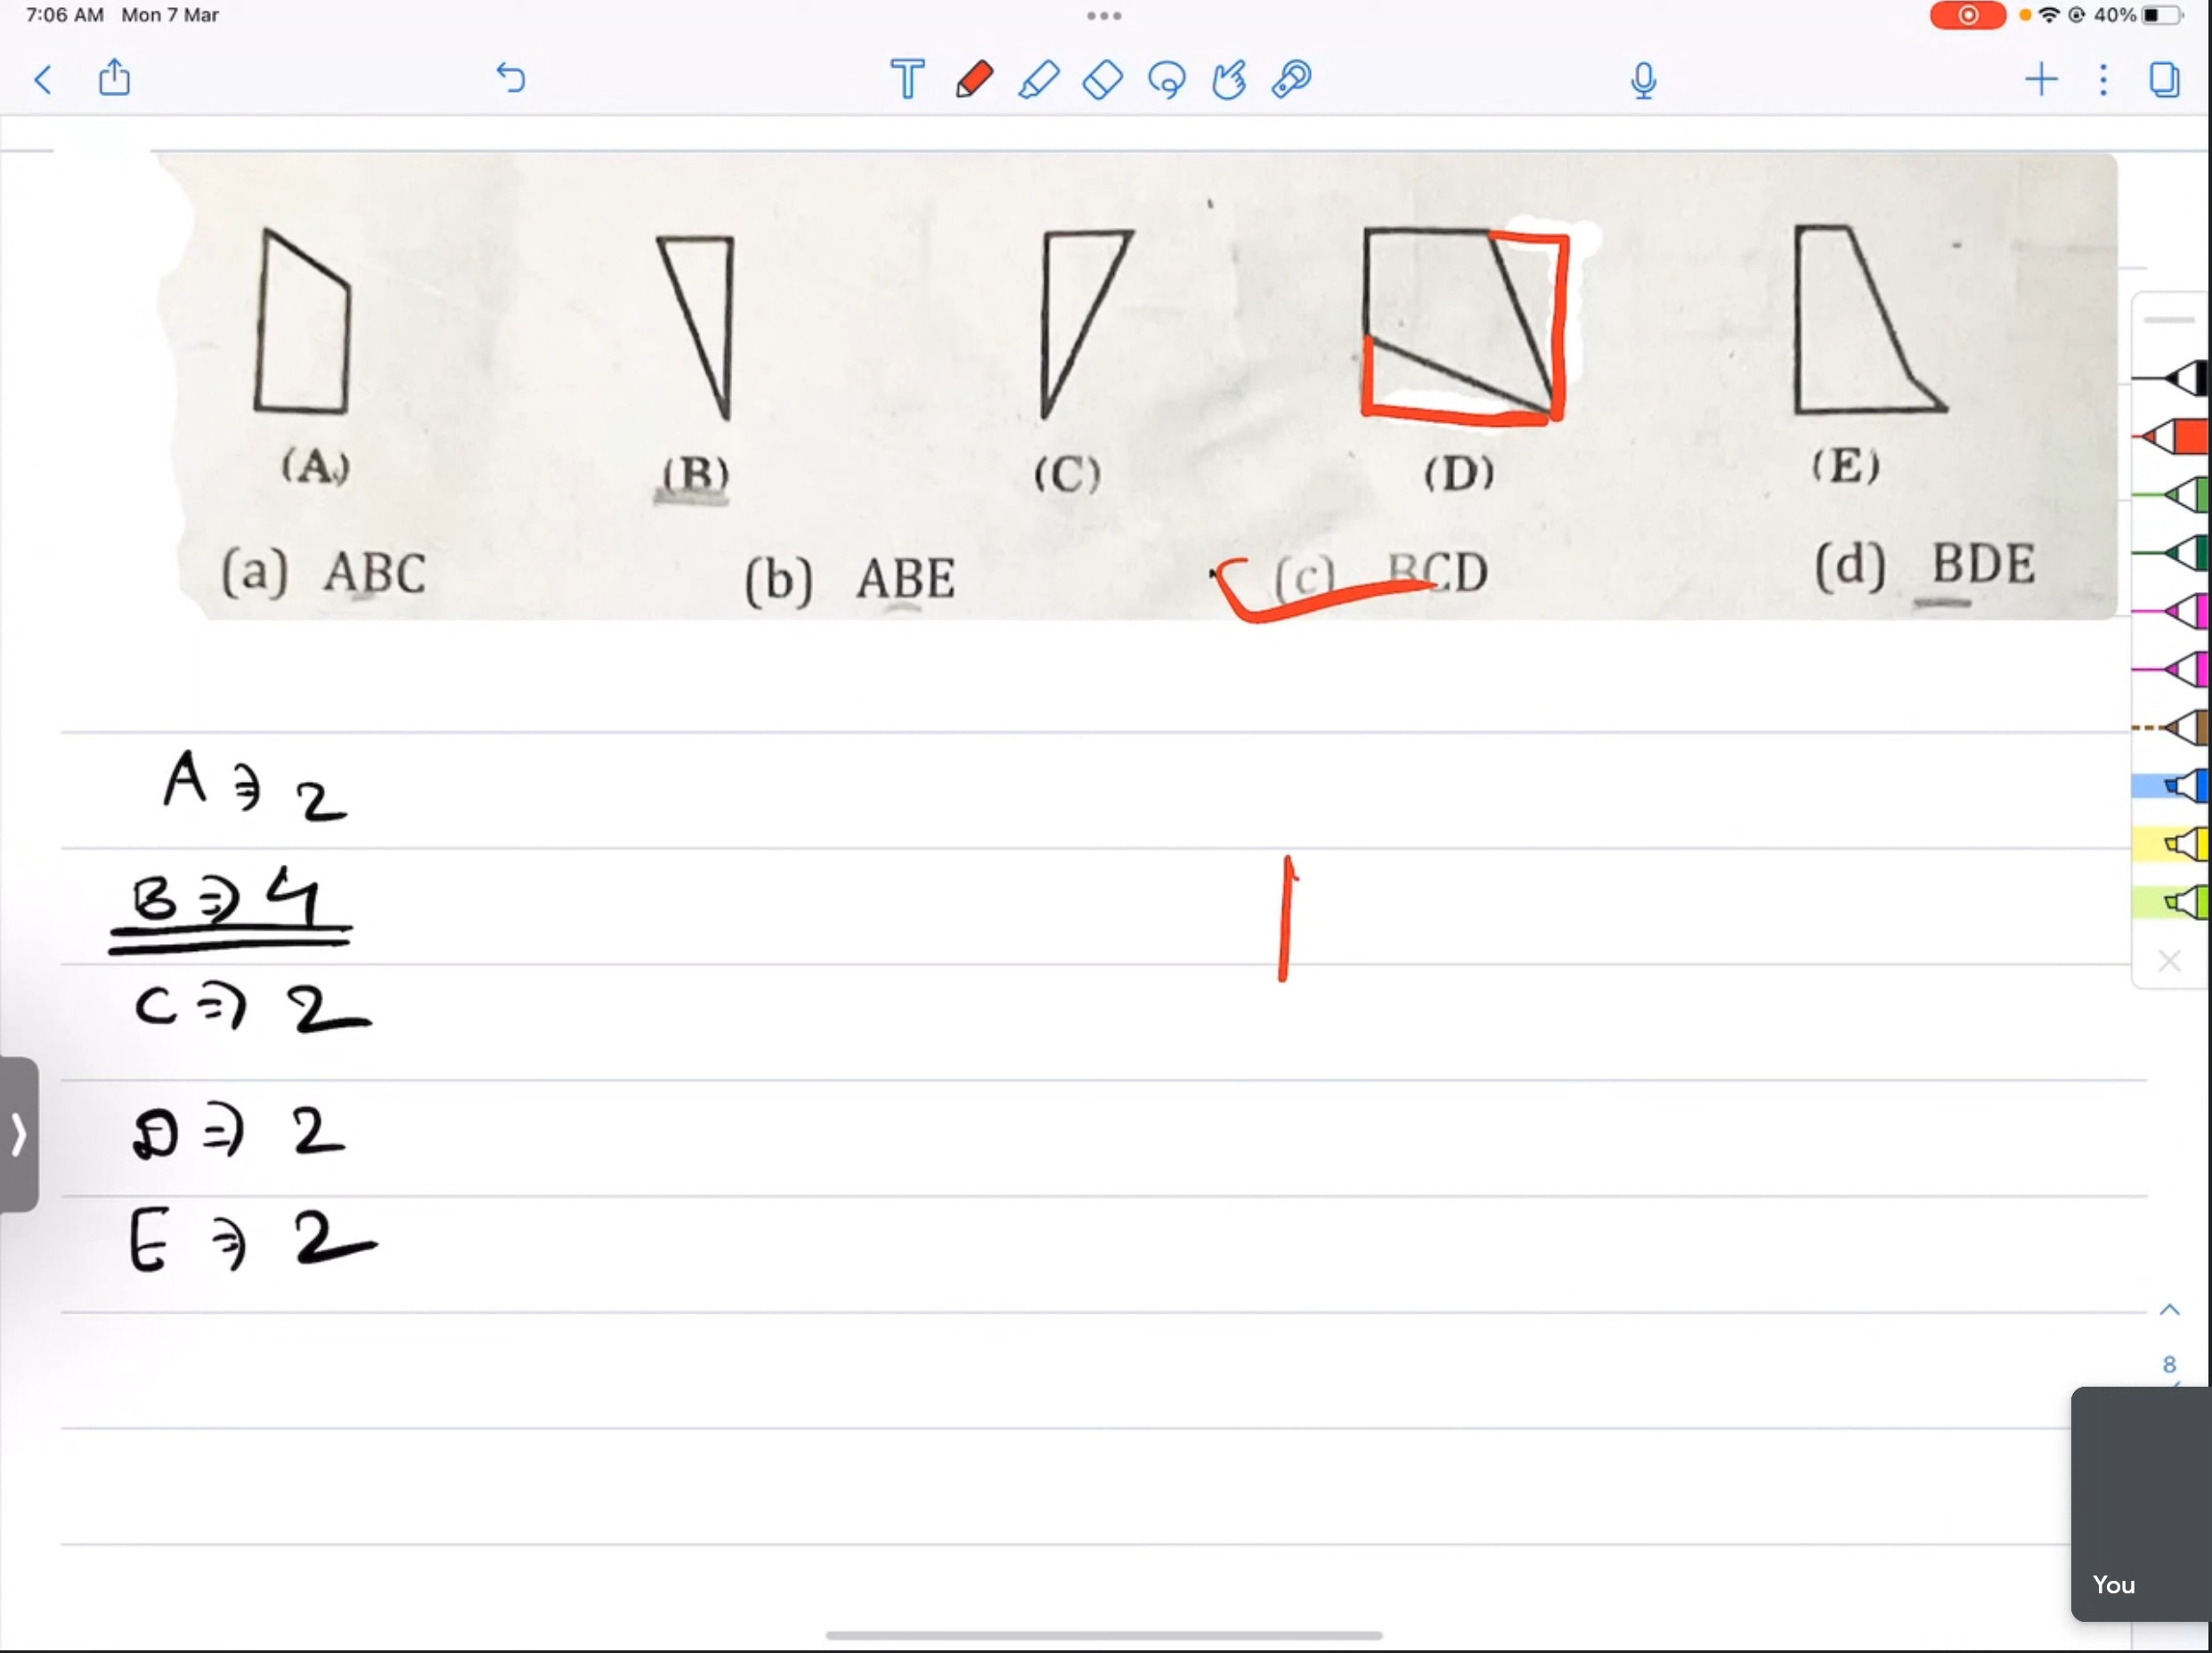 7:06 AM Mon 7 Mar
40%
(A) (B) (C) (D) (E)
(a) ABC (b) ABE (c) BCD (d) BDE
A ⇒ 2
B ⇒ 4
C ⇒ 2
D ⇒ 2
E ⇒ 2
8
You